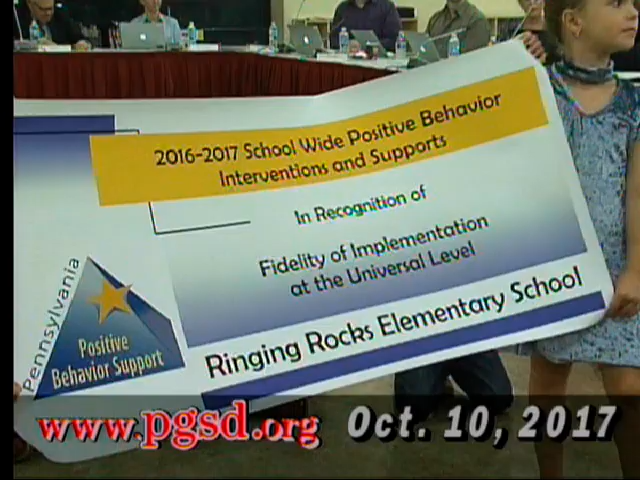 2016-2017 School Wide Positive Behavior
Interventions and Supports
In Recognition of
Fidelity of Implementation
at the Universal Level
Ringing Rocks Elementary School
Pennsylvania
Positive
Behavior Support
www.pgsd.org Oct. 10, 2017